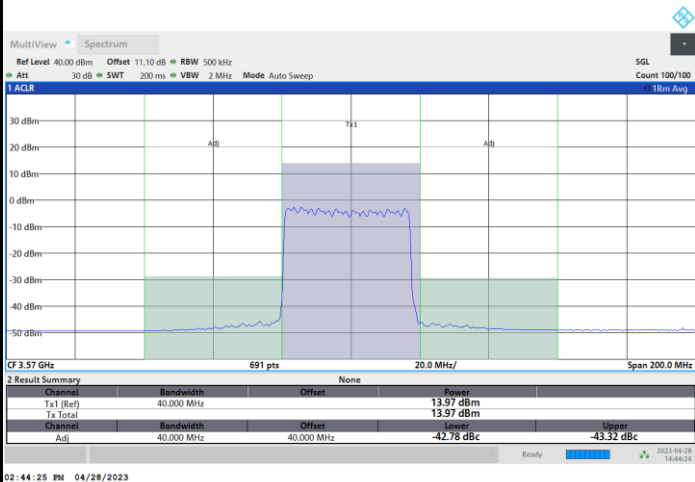 MultiView Spectrum
Ref Level 40.00 dBm Offset 11.10 dB RBW 500 kHz SGL
Att 30 dB SWT 200 ms VBW 2 MHz Mode Auto Sweep Count 100/100
1 ACLR 1Rm Avg
30 dBm
Tx1
20 dBm Adj Adj
10 dBm
0 dBm
-10 dBm
-20 dBm
-30 dBm
-40 dBm
-50 dBm
CF 3.57 GHz 691 pts 20.0 MHz/ Span 200.0 MHz
2 Result Summary None
Channel Bandwidth Offset Power
Tx1 (Ref) 40.000 MHz 13.97 dBm
Tx Total 13.97 dBm
Channel Bandwidth Offset Lower Upper
Adj 40.000 MHz 40.000 MHz -42.78 dBc -43.32 dBc
Ready 2023-04-28
14:44:24
02:44:25 PM 04/28/2023